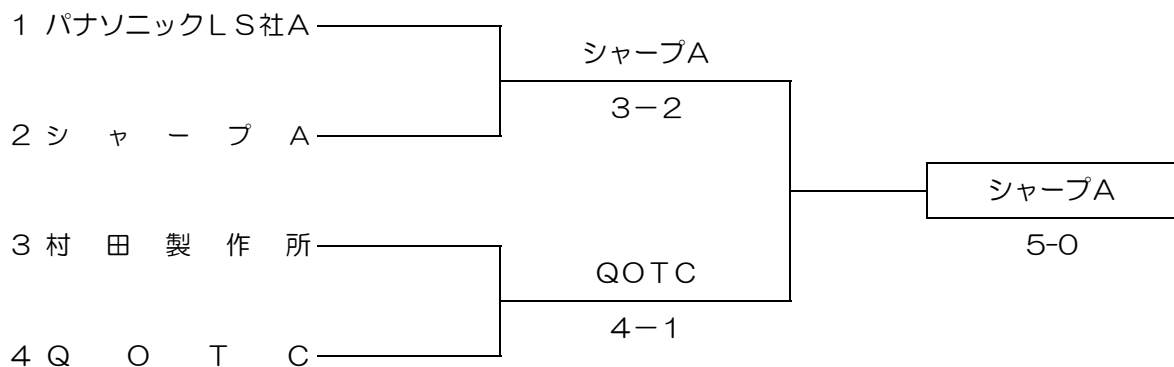 1 パナソニックＬＳ社A
シャープA
3－2
2 シャープA
シャープA
5-0
3 村田製作所
QOTC
4－1
4 QOTC